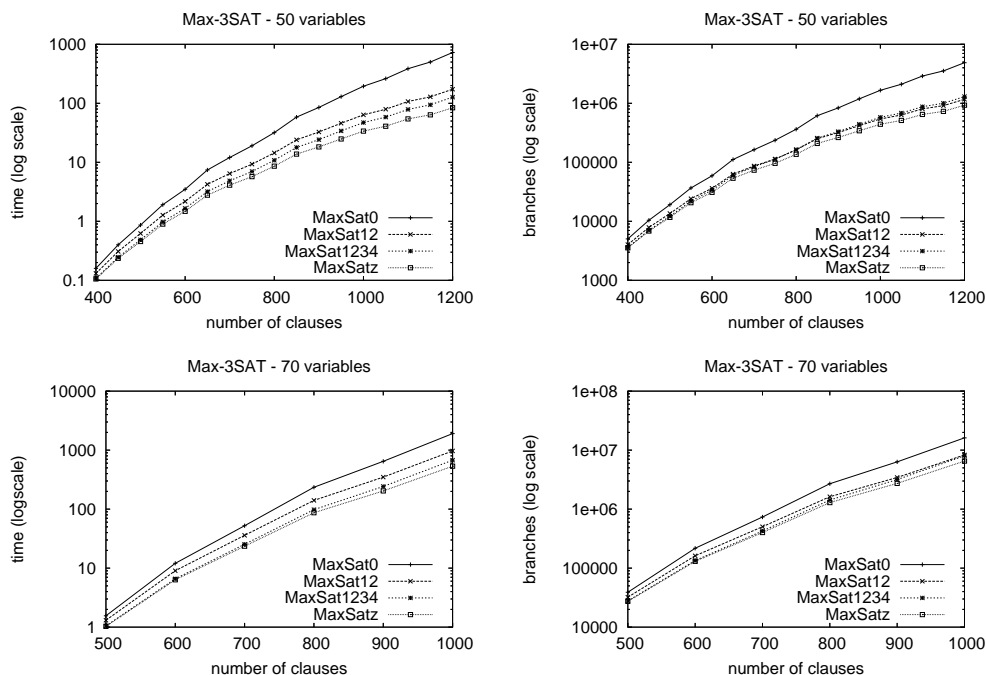 Max-3SAT - 50 variables
time (log scale)
1000
100
10
1
0.1
400 600 800 1000 1200
number of clauses
MaxSat0
MaxSat12
MaxSat1234
MaxSatz
Max-3SAT - 50 variables
branches (log scale)
1e+07
1e+06
100000
10000
1000
400 500 600 700 800 900 1000 1200
number of clauses
MaxSat0
MaxSat12
MaxSat1234
MaxSatz
Max-3SAT - 70 variables
time (logscale)
10000
1000
100
10
1
500 600 700 800 900 1000
number of clauses
MaxSat0
MaxSat12
MaxSat1234
MaxSatz
Max-3SAT - 70 variables
branches (log scale)
1e+08
1e+07
1e+06
100000
10000
500 600 700 800 900 1000
number of clauses
MaxSat0
MaxSat12
MaxSat1234
MaxSatz